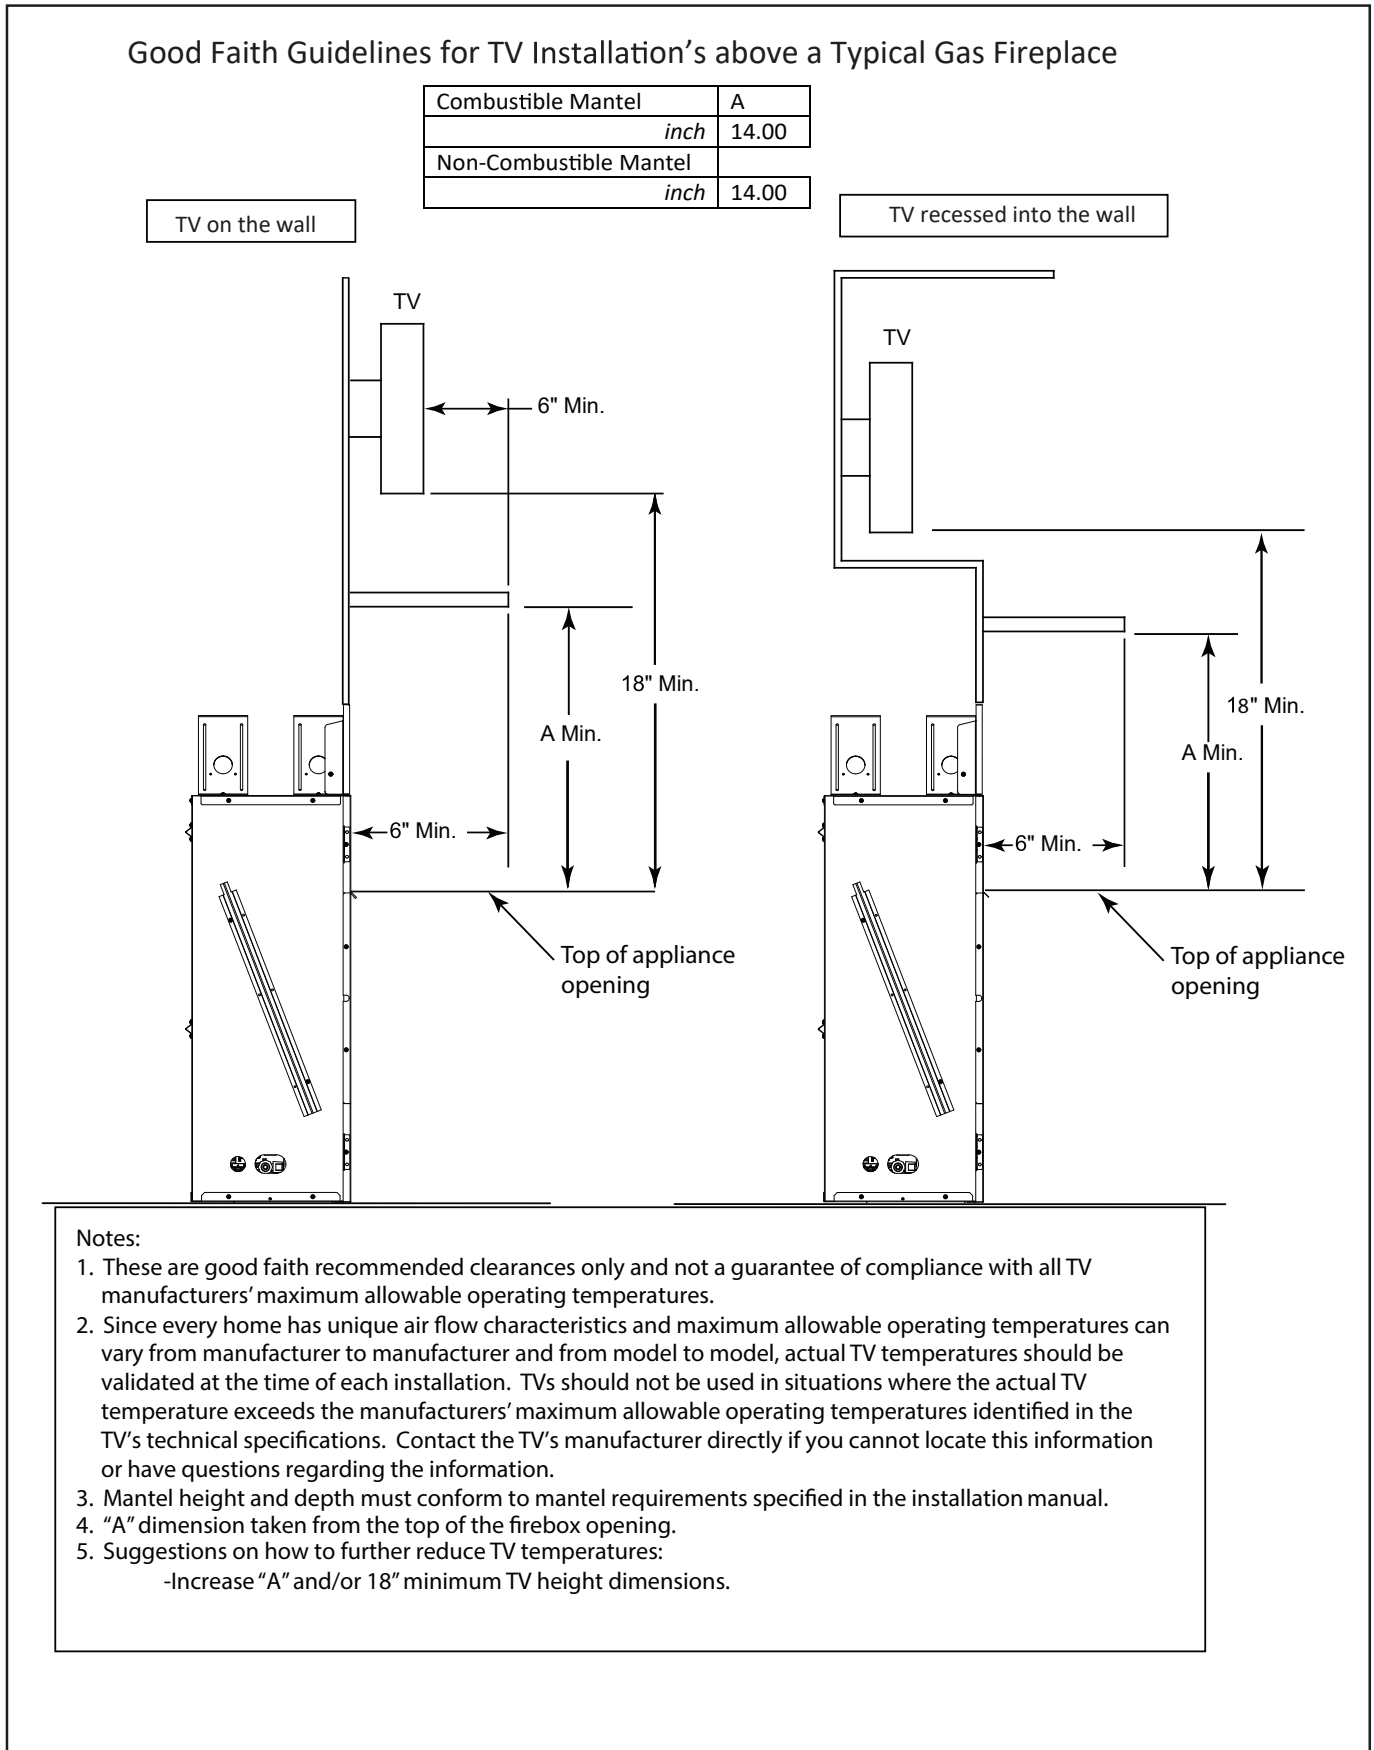 Good Faith Guidelines for TV Installation's above a Typical Gas Fireplace
Combustible Mantel A
inch 14.00
Non-Combustible Mantel
inch 14.00
TV on the wall
TV recessed into the wall
TV
6" Min.
18" Min.
A Min.
6" Min.
Top of appliance
opening
TV
18" Min.
A Min.
6" Min.
Top of appliance
opening
Notes:
1. These are good faith recommended clearances only and not a guarantee of compliance with all TV
manufacturers’ maximum allowable operating temperatures.
2. Since every home has unique air flow characteristics and maximum allowable operating temperatures can
vary from manufacturer to manufacturer and from model to model, actual TV temperatures should be
validated at the time of each installation. TVs should not be used in situations where the actual TV
temperature exceeds the manufacturers’ maximum allowable operating temperatures identified in the
TV’s technical specifications. Contact the TV’s manufacturer directly if you cannot locate this information
or have questions regarding the information.
3. Mantel height and depth must conform to mantel requirements specified in the installation manual.
4. “A” dimension taken from the top of the firebox opening.
5. Suggestions on how to further reduce TV temperatures:
-Increase “A” and/or 18” minimum TV height dimensions.